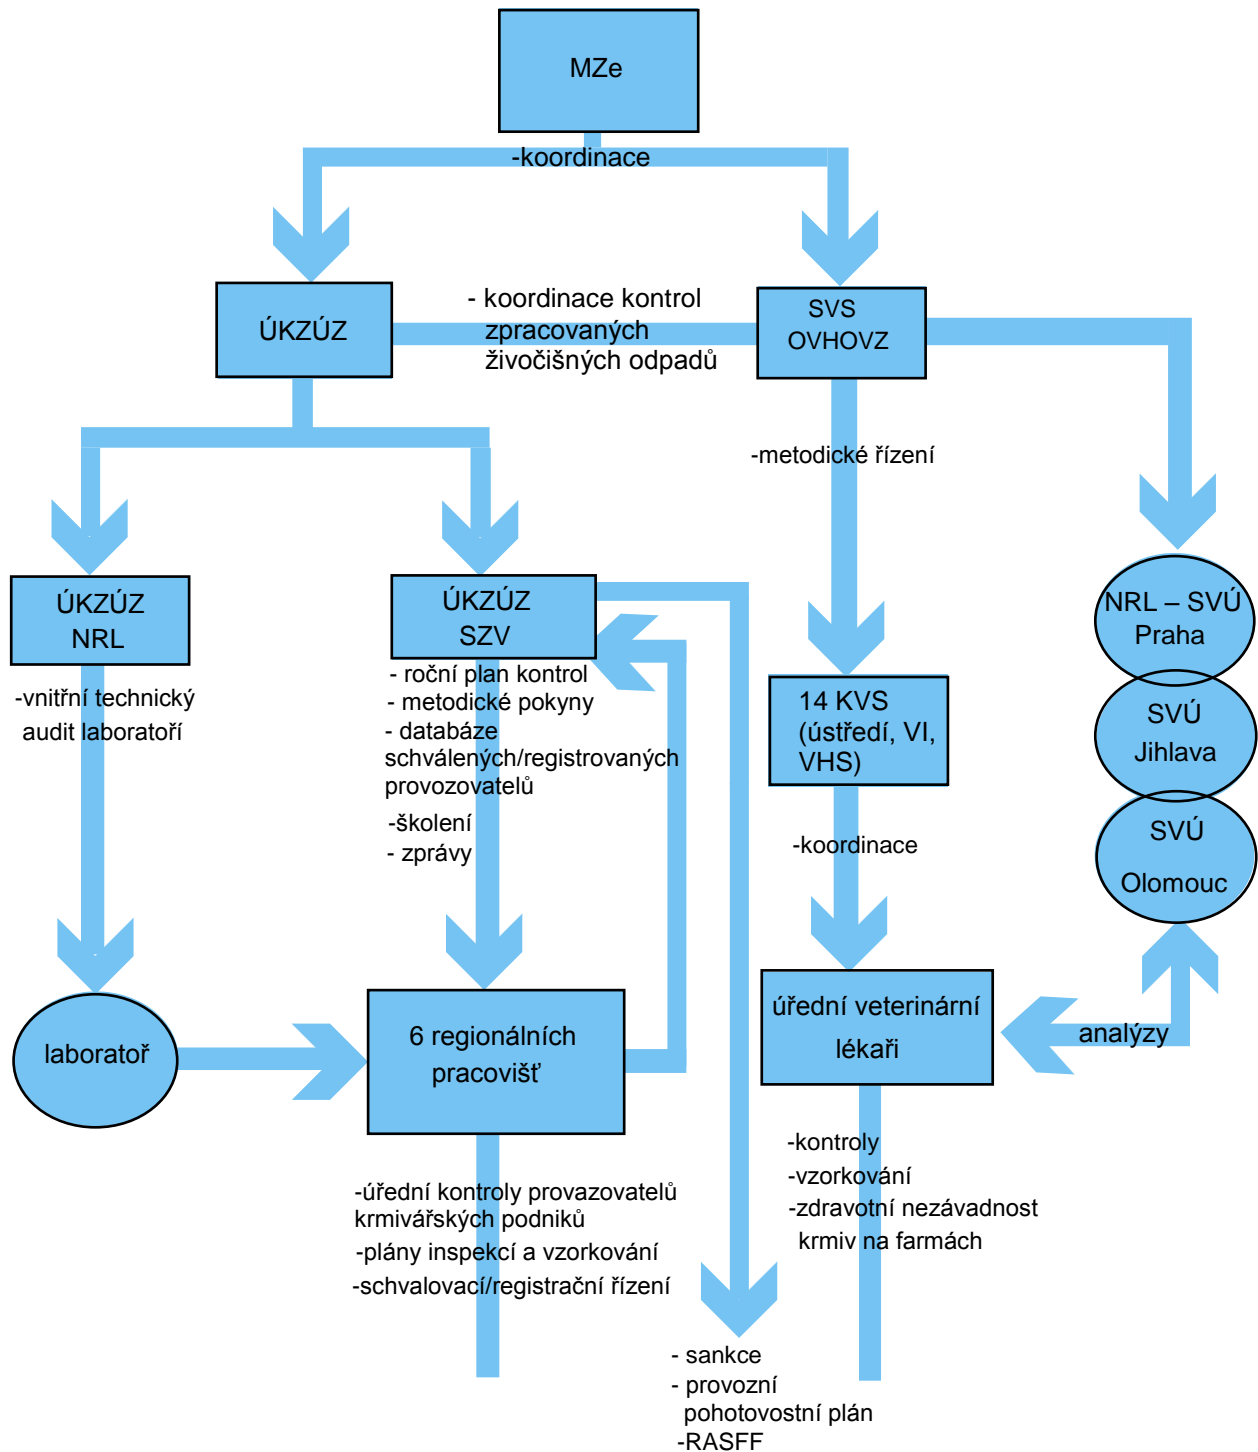 MZe
-koordinace
ÚKZÚZ
- koordinace kontrol
zpracovaných
živočišných odpadů
SVS
OVHOVZ
-metodické řízení
ÚKZÚZ
NRL
-vnitřní technický
audit laboratoří
ÚKZÚZ
SZV
- roční plan kontrol
- metodické pokyny
- databáze
schválených/registrovaných
provozovatelů
-školení
- zprávy
14 KVS
(ústředí, VI,
VHS)
-koordinace
NRL – SVÚ
Praha
SVÚ
Jihlava
SVÚ
Olomouc
laboratoř
6 regionálních
pracovišť
úřední veterinární
lékaři
analýzy
-úřední kontroly provazovatelů
krmivářských podniků
-plány inspekcí a vzorkování
-schvalovací/registrační řízení
-kontroly
-vzorkování
-zdravotní nezávadnost
krmiv na farmách
- sankce
- provozní
pohotovostní plán
-RASFF